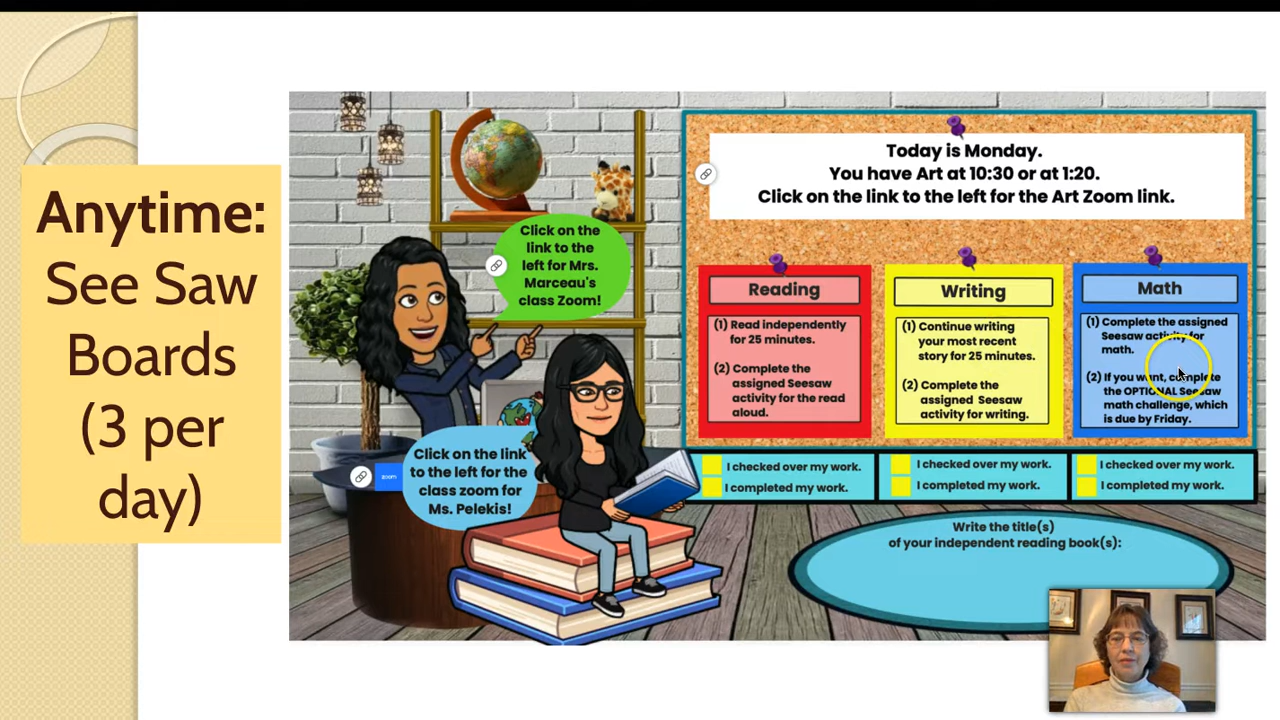 Anytime:
See Saw
Boards
(3 per
day)
Today is Monday.
You have Art at 10:30 or at 1:20.
Click on the link to the left for the Art Zoom link.
Click on the
link to the
left for Mrs.
Marceau's
class Zoom!
Click on the link
to the left for the
class zoom for
Ms. Pelekis!
zoom
Reading
(1) Read independently
for 25 minutes.
(2) Complete the
assigned Seesaw
activity for the read
aloud.
Writing
(1) Continue writing
your most recent
story for 25 minutes.
(2) Complete the
assigned Seesaw
activity for writing.
Math
(1) Complete the assigned
Seesaw activity for
math.
(2) If you want, complete
the OPTIONAL Seesaw
math challenge, which
is due by Friday.
I checked over my work.
I completed my work.
I checked over my work.
I completed my work.
I checked over my work.
I completed my work.
Write the title(s)
of your independent reading book(s):